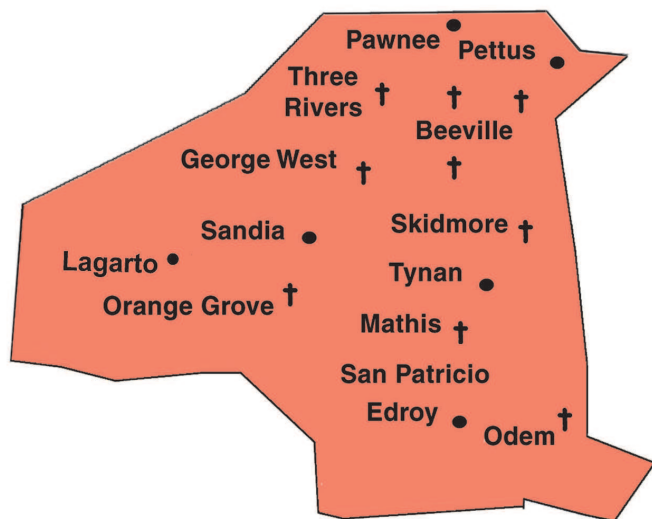 Pawnee
Pettus
Three
Rivers
Beeville
George West
Skidmore
Sandia
Lagarto
Tynan
Orange Grove
Mathis
San Patricio
Edroy
Odem